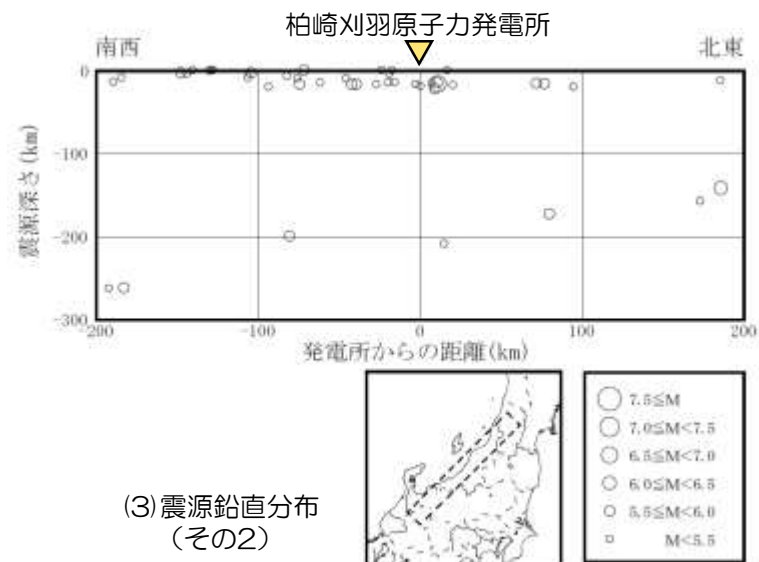 柏崎刈羽原子力発電所
南西
北東
0
-100
-200
-300
震源深さ(km)
-200
-100
0
100
200
発電所からの距離(km)
(3)震源鉛直分布
（その2）
7.5≦M
7.0≦M<7.5
6.5≦M<7.0
6.0≦M<6.5
5.5≦M<6.0
M<5.5